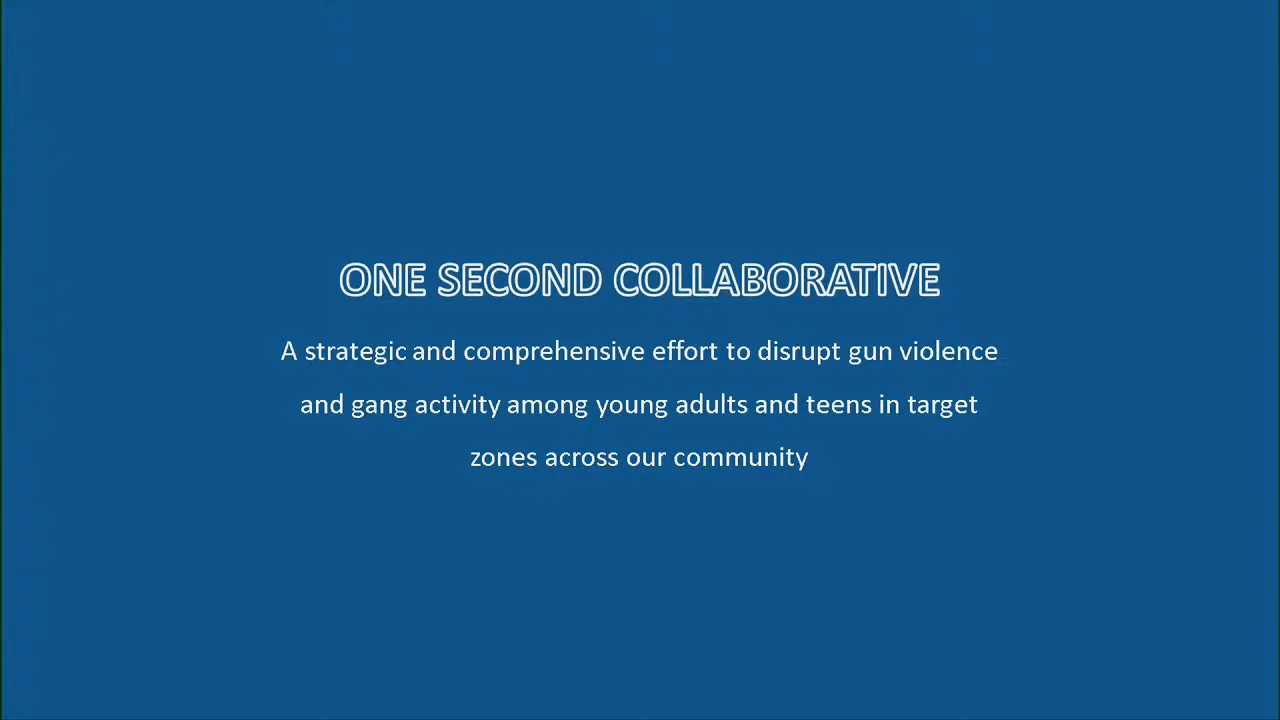 ONE SECOND COLLABORATIVE
A strategic and comprehensive effort to disrupt gun violence
and gang activity among young adults and teens in target
zones across our community